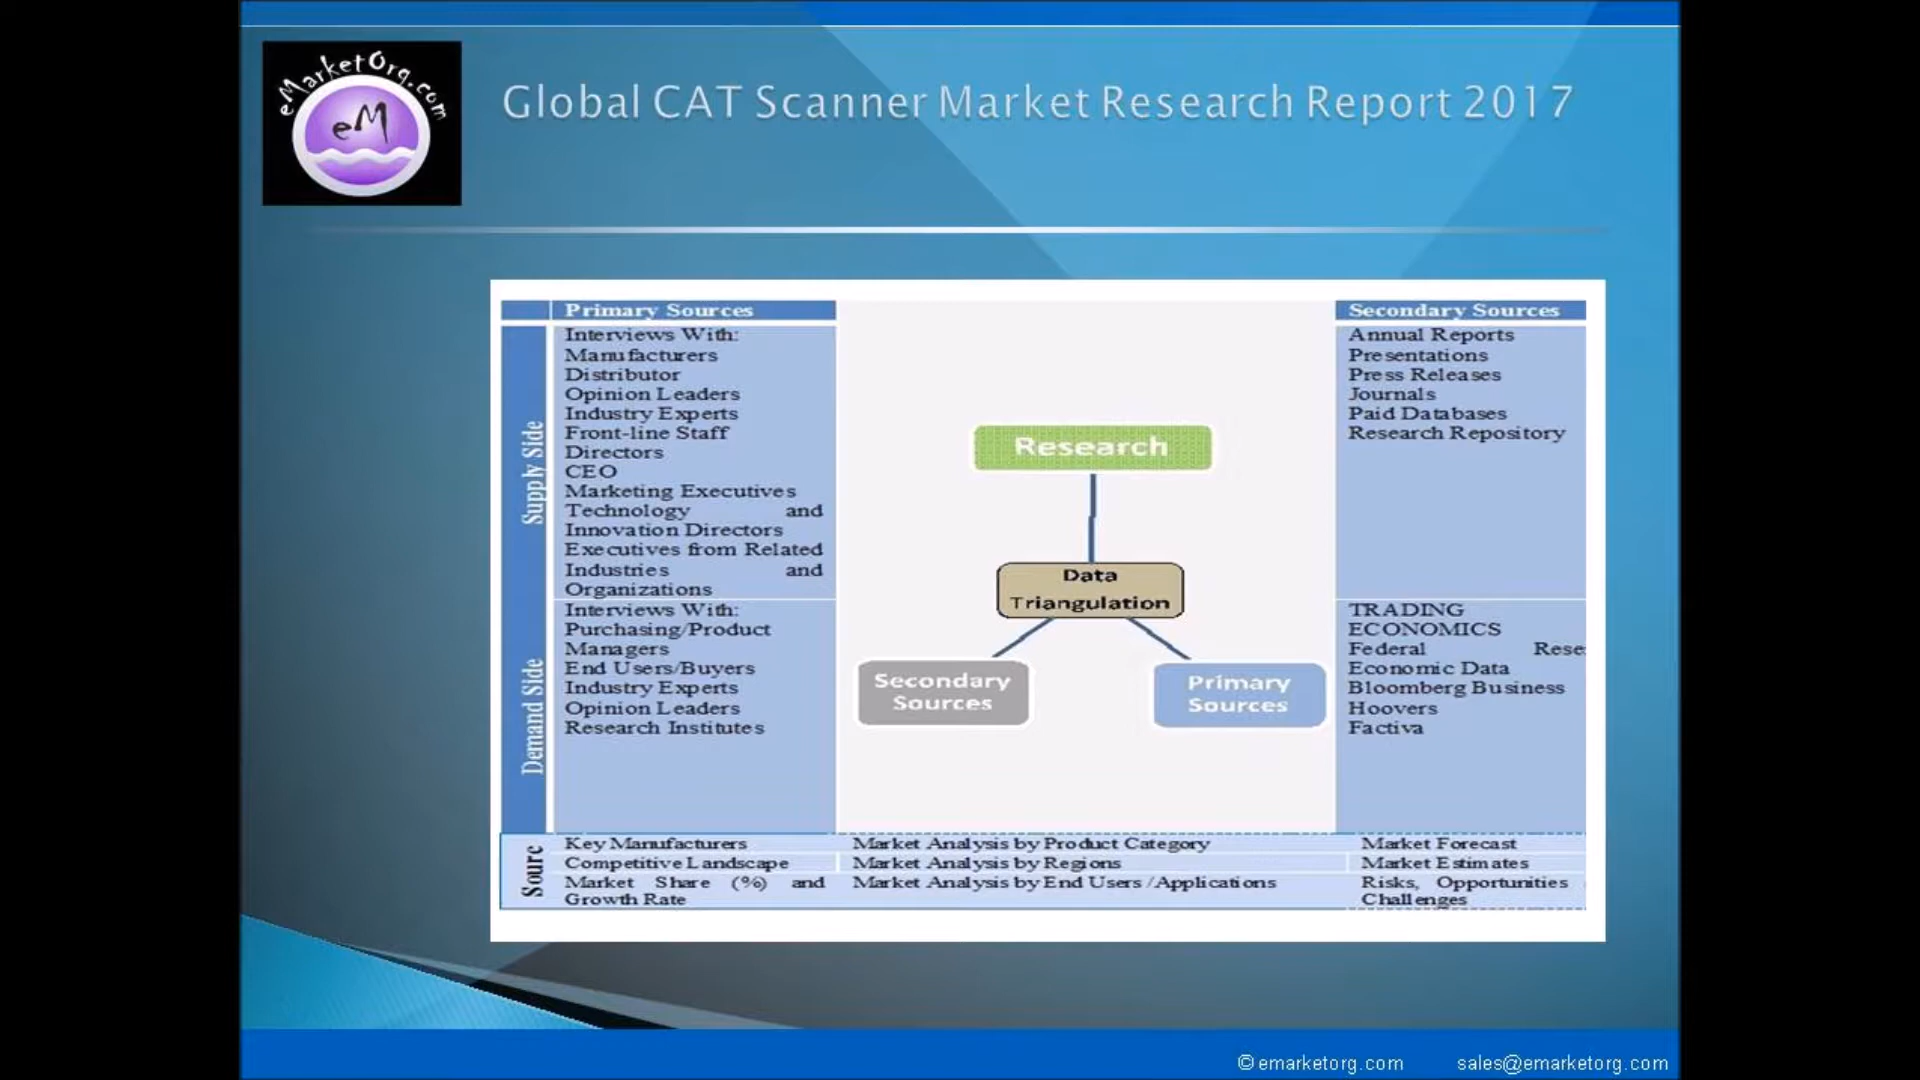 eMarketOrg.com
eM
Global CAT Scanner Market Research Report 2017
Primary Sources
Secondary Sources
Supply Side
Interviews With:
Manufacturers
Distributor
Opinion Leaders
Industry Experts
Front-line Staff
Directors
CEO
Marketing Executives
Technology and
Innovation Directors
Executives from Related
Industries and
Organizations
Annual Reports
Presentations
Press Releases
Journals
Paid Databases
Research Repository
Research
Data
Triangulation
Secondary
Sources
Primary
Sources
Demand Side
Interviews With:
Purchasing/Product
Managers
End Users/Buyers
Industry Experts
Opinion Leaders
Research Institutes
TRADING
ECONOMICS
Federal Rese
Economic Data
Bloomberg Business
Hoovers
Factiva
Sourc
Key Manufacturers
Competitive Landscape
Market Share (%) and
Growth Rate
Market Analysis by Product Category
Market Analysis by Regions
Market Analysis by End Users /Applications
Market Forecast
Market Estimates
Risks, Opportunities
Challenges
© emarketorg.com sales@emarketorg.com